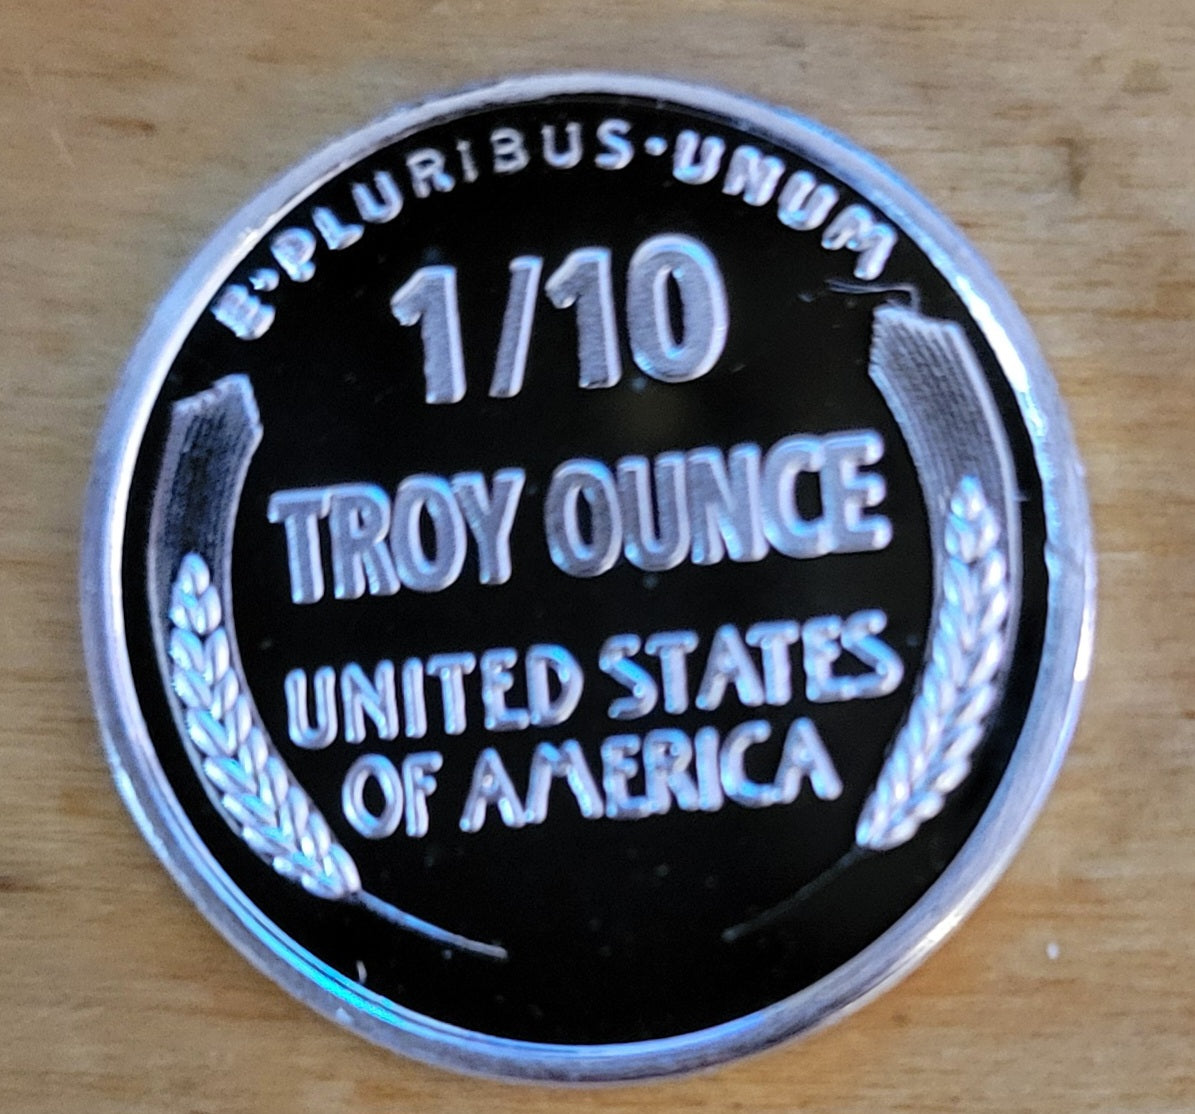 E·PLURIBUS·UNUM
1/10
TROY OUNCE
UNITED STATES
OF AMERICA